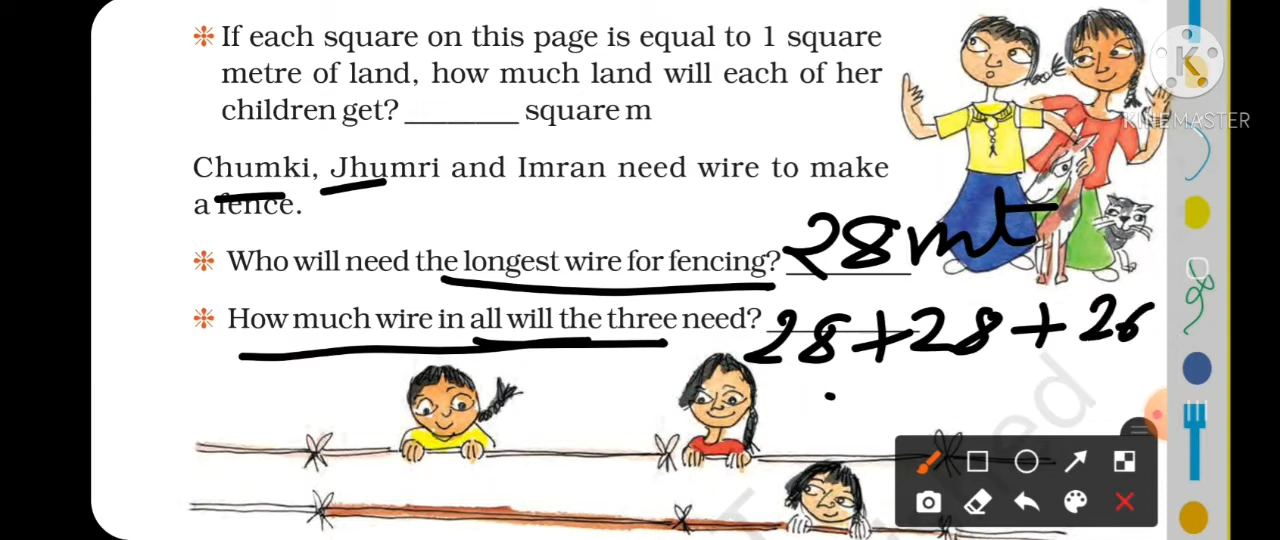 * If each square on this page is equal to 1 square
metre of land, how much land will each of her
children get? ________ square m
KINEMASTER
Chumki, Jhumri and Imran need wire to make
a fence.
* Who will need the longest wire for fencing? 28 mt
* How much wire in all will the three need? 28+28+26